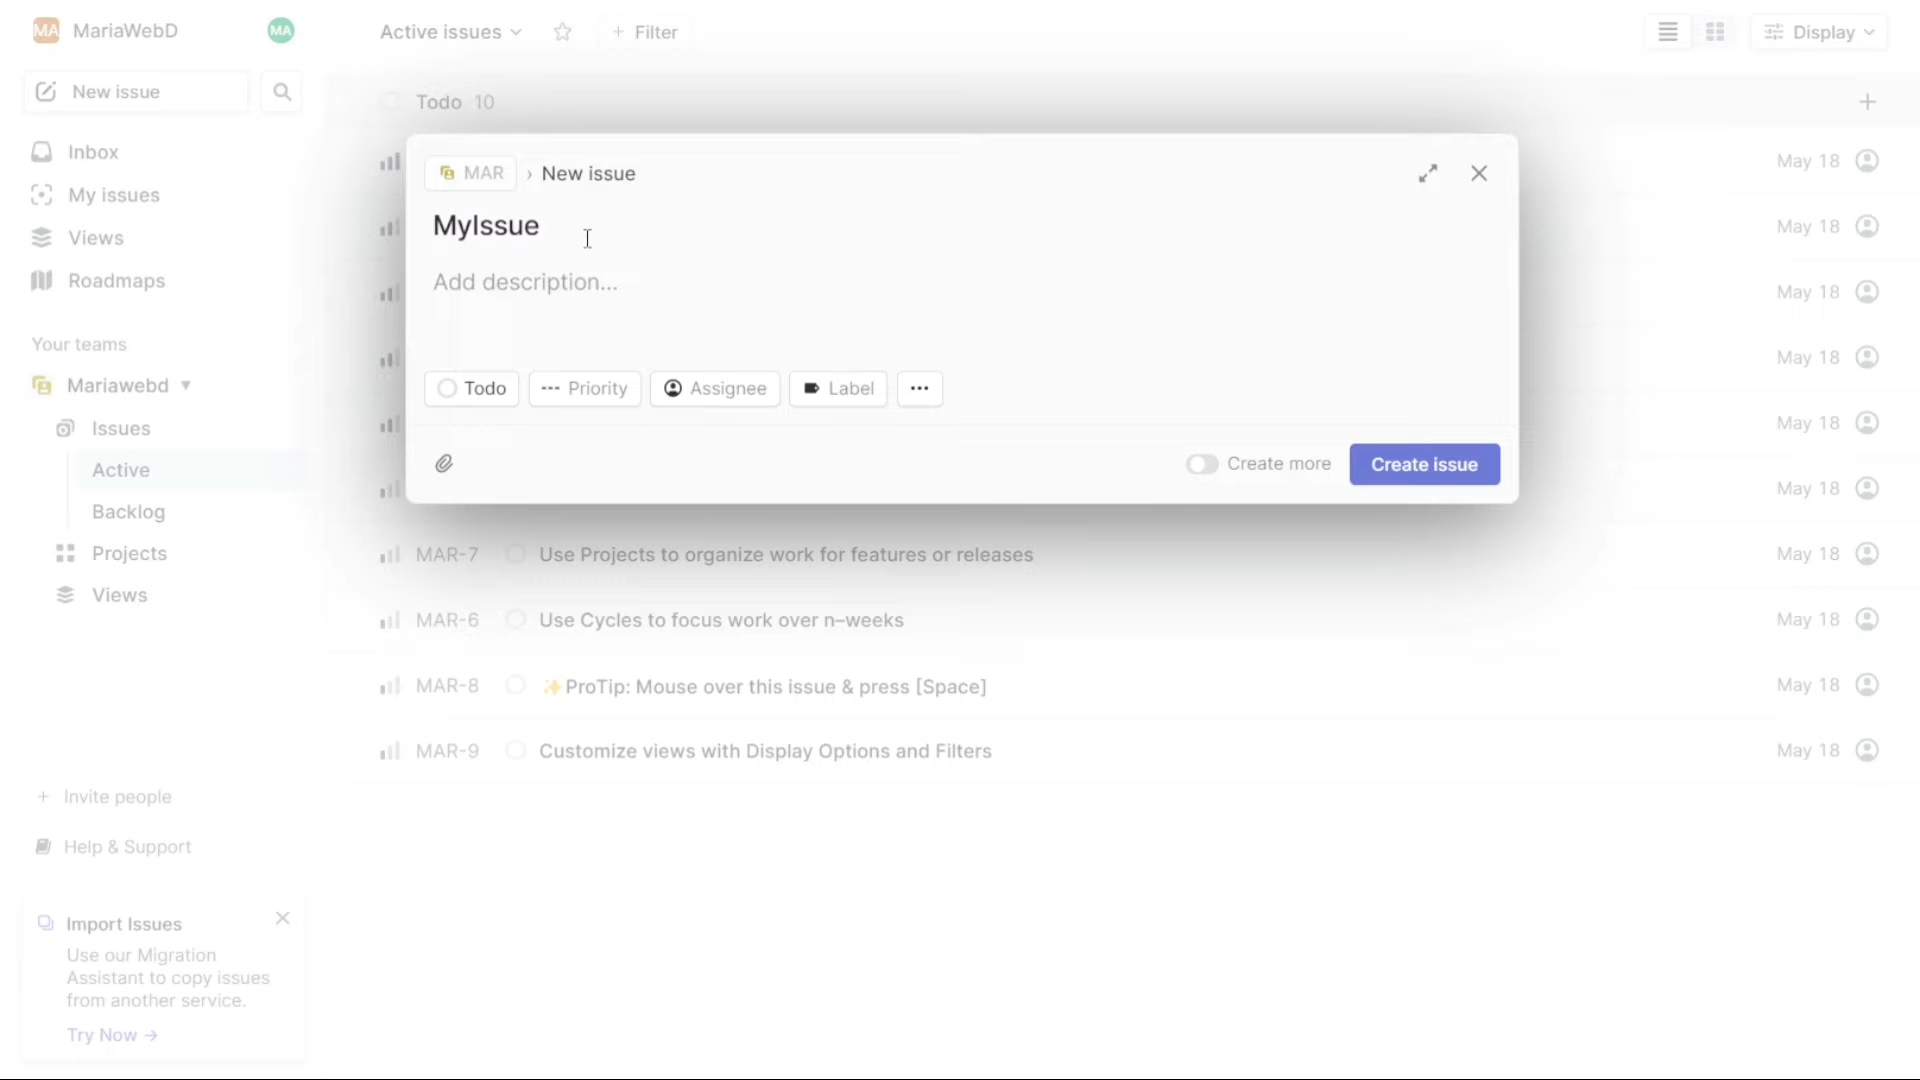 MA MariaWebD MA
New issue
Inbox
My issues
Views
Roadmaps
Your teams
Mariawebd
Issues
Active
Backlog
Projects
Views
+ Invite people
Help & Support
Import Issues
Use our Migration
Assistant to copy issues
from another service.
Try Now →
Active issues
+ Filter
Display
Todo 10
MAR › New issue
MyIssue
Add description...
Todo
--- Priority
Assignee
Label
...
Create more
Create issue
May 18
May 18
May 18
May 18
May 18
May 18
MAR-7 Use Projects to organize work for features or releases May 18
MAR-6 Use Cycles to focus work over n–weeks May 18
MAR-8 ✨ProTip: Mouse over this issue & press [Space] May 18
MAR-9 Customize views with Display Options and Filters May 18